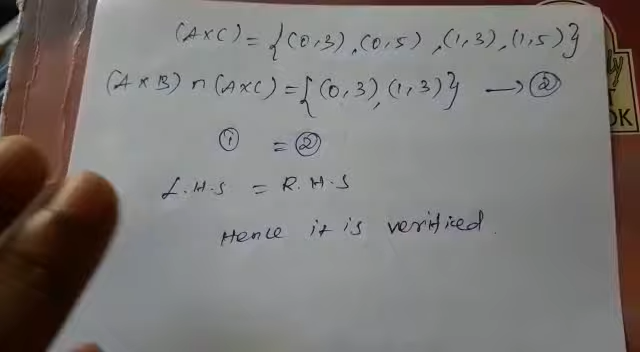 (A×C) = {(0,3), (0,5), (1,3), (1,5)}
(A×B) ∩ (A×C) = {(0,3), (1,3)} → ②
① = ②
L.H.S = R.H.S
Hence it is verified.